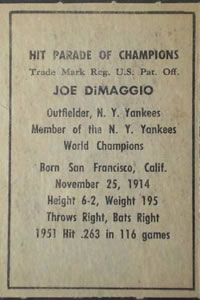 HIT PARADE OF CHAMPIONS
Trade Mark Reg. U.S. Pat. Off.
JOE DiMAGGIO
Outfielder, N. Y. Yankees
Member of the N. Y. Yankees
World Champions
Born San Francisco, Calif.
November 25, 1914
Height 6-2, Weight 195
Throws Right, Bats Right
1951 Hit .263 in 116 games